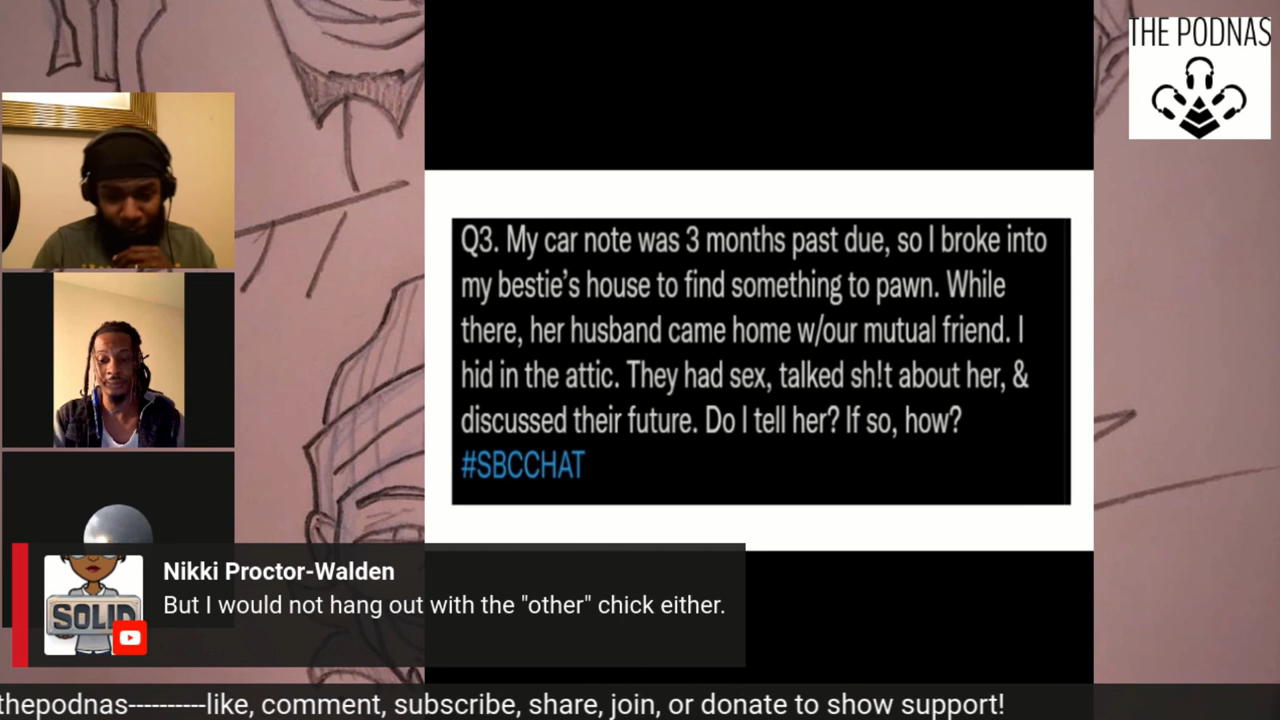 THE PODNAS
Q3. My car note was 3 months past due, so I broke into
my bestie’s house to find something to pawn. While
there, her husband came home w/our mutual friend. I
hid in the attic. They had sex, talked sh!t about her, &
discussed their future. Do I tell her? If so, how?
#SBCCHAT
Nikki Proctor-Walden
But I would not hang out with the "other" chick either.
SOLID
thepodnas----------like, comment, subscribe, share, join, or donate to show support!